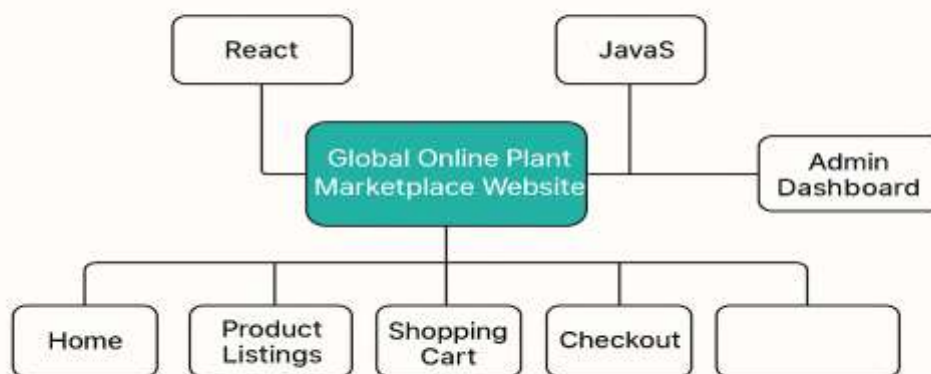 React
JavaS
Global Online Plant
Marketplace Website
Admin
Dashboard
Home
Product
Listings
Shopping
Cart
Checkout